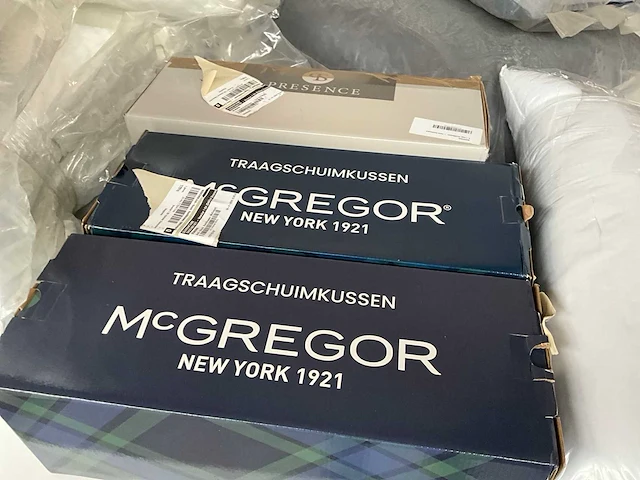 PRESENCE
TRAAGSCHUIMKUSSEN
McGREGOR®
NEW YORK 1921
TRAAGSCHUIMKUSSEN
McGREGOR
NEW YORK 1921